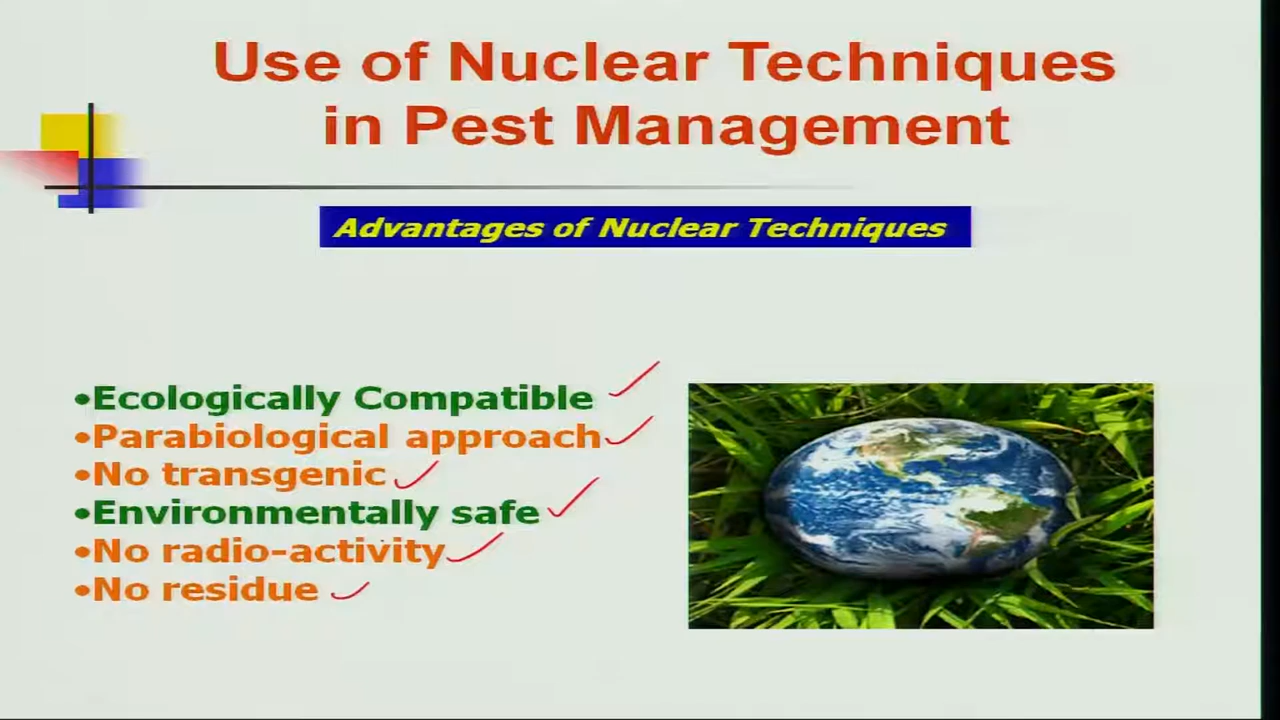 Use of Nuclear Techniques
in Pest Management
Advantages of Nuclear Techniques
•Ecologically Compatible
•Parabiological approach
•No transgenic
•Environmentally safe
•No radio-activity
•No residue